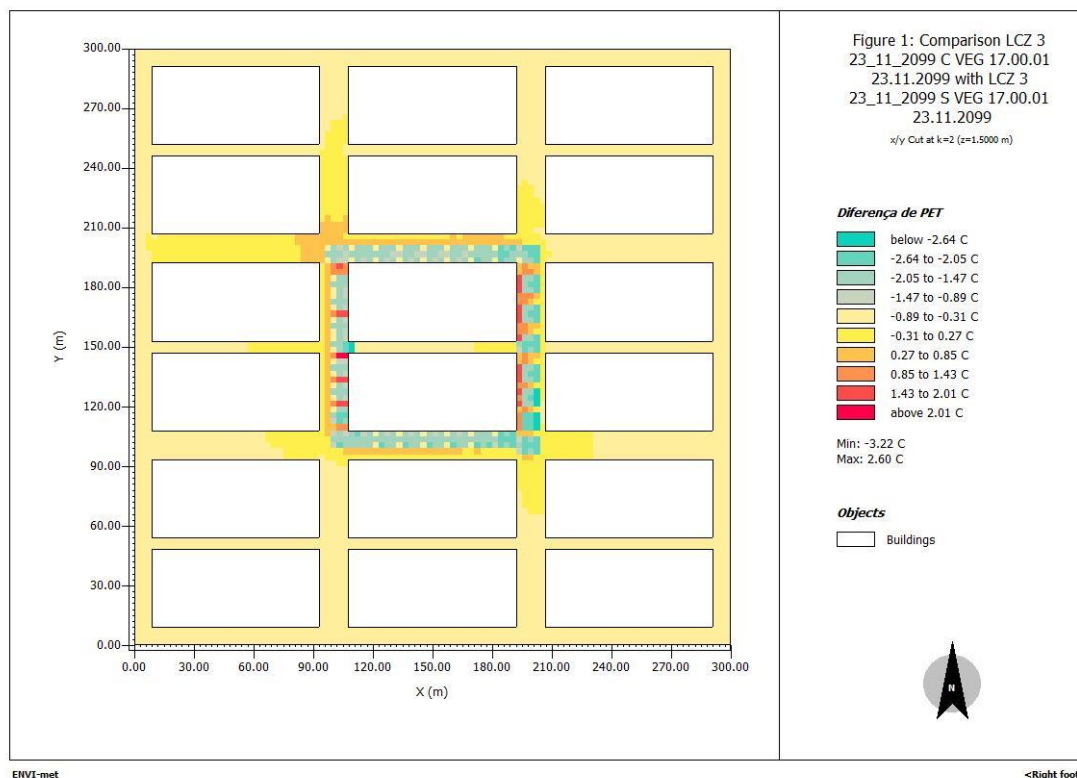 Figure 1: Comparison LCZ 3
23_11_2099 C VEG 17.00.01
23.11.2099 with LCZ 3
23_11_2099 S VEG 17.00.01
23.11.2099
x/y Cut at k=2 (z=1.5000 m)
300.00
270.00
240.00
210.00
180.00
150.00
120.00
90.00
60.00
30.00
0.00
Y (m)
0.00 30.00 60.00 90.00 120.00 150.00 180.00 210.00 240.00 270.00 300.00
X (m)
Diferença de PET
below -2.64 C
-2.64 to -2.05 C
-2.05 to -1.47 C
-1.47 to -0.89 C
-0.89 to -0.31 C
-0.31 to 0.27 C
0.27 to 0.85 C
0.85 to 1.43 C
1.43 to 2.01 C
above 2.01 C
Min: -3.22 C
Max: 2.60 C
Objects
Buildings
N
ENVI-met
<Right foot